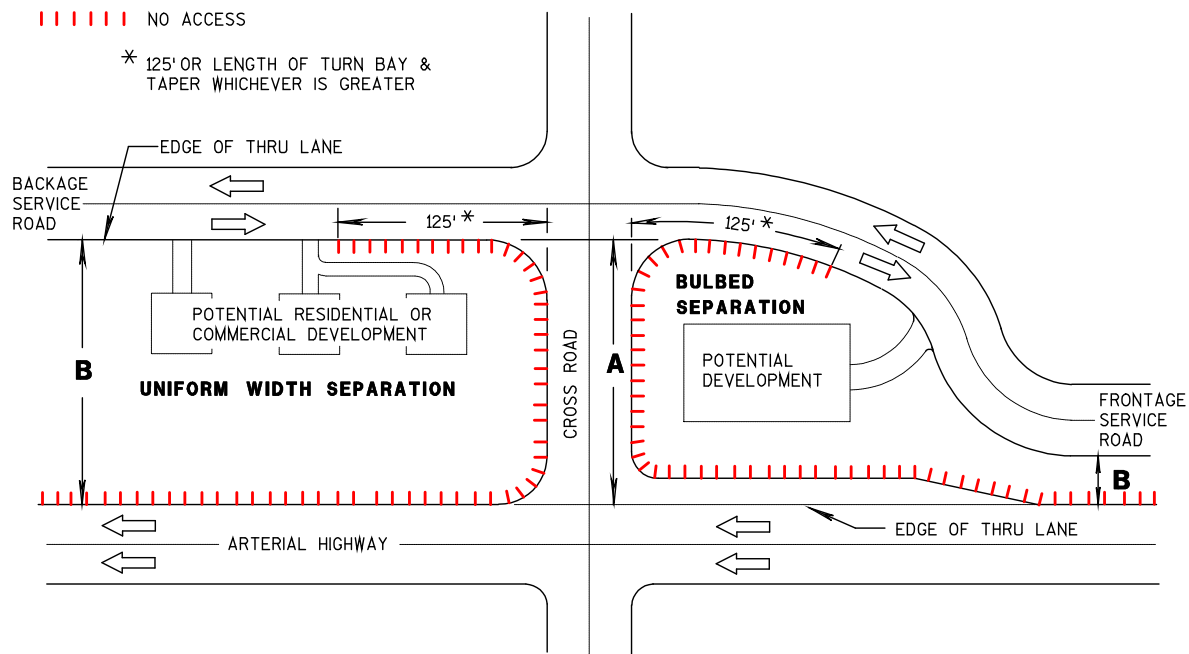 NO ACCESS
* 125' OR LENGTH OF TURN BAY &
TAPER WHICHEVER IS GREATER
EDGE OF THRU LANE
BACKAGE
SERVICE
ROAD
125' *
125' *
BULBED
SEPARATION
POTENTIAL RESIDENTIAL OR
COMMERCIAL DEVELOPMENT
B
UNIFORM WIDTH SEPARATION
CROSS ROAD
A
POTENTIAL
DEVELOPMENT
FRONTAGE
SERVICE
ROAD
B
EDGE OF THRU LANE
ARTERIAL HIGHWAY